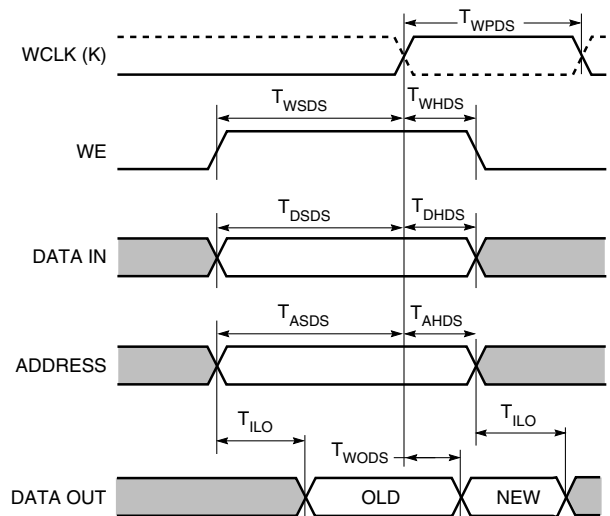 T_WPDS
WCLK (K)
T_WSDS T_WHDS
WE
T_DSDS T_DHDS
DATA IN
T_ASDS T_AHDS
ADDRESS
T_ILO T_ILO
T_WODS
DATA OUT OLD NEW